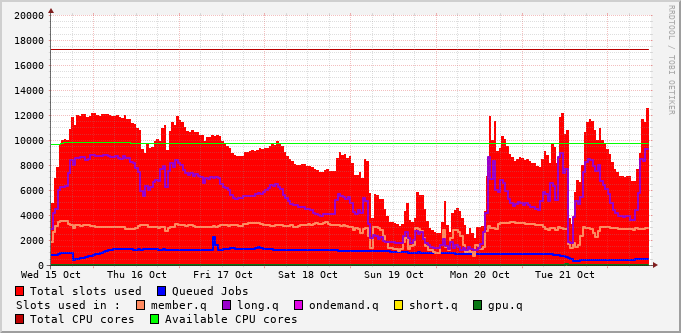 20000
18000
16000
14000
12000
10000
8000
6000
4000
2000
0
Wed 15 Oct Thu 16 Oct Fri 17 Oct Sat 18 Oct Sun 19 Oct Mon 20 Oct Tue 21 Oct
Total slots used Queued Jobs
Slots used in : member.q long.q ondemand.q short.q gpu.q
Total CPU cores Available CPU cores
RRDTOOL / TOBI OETIKER